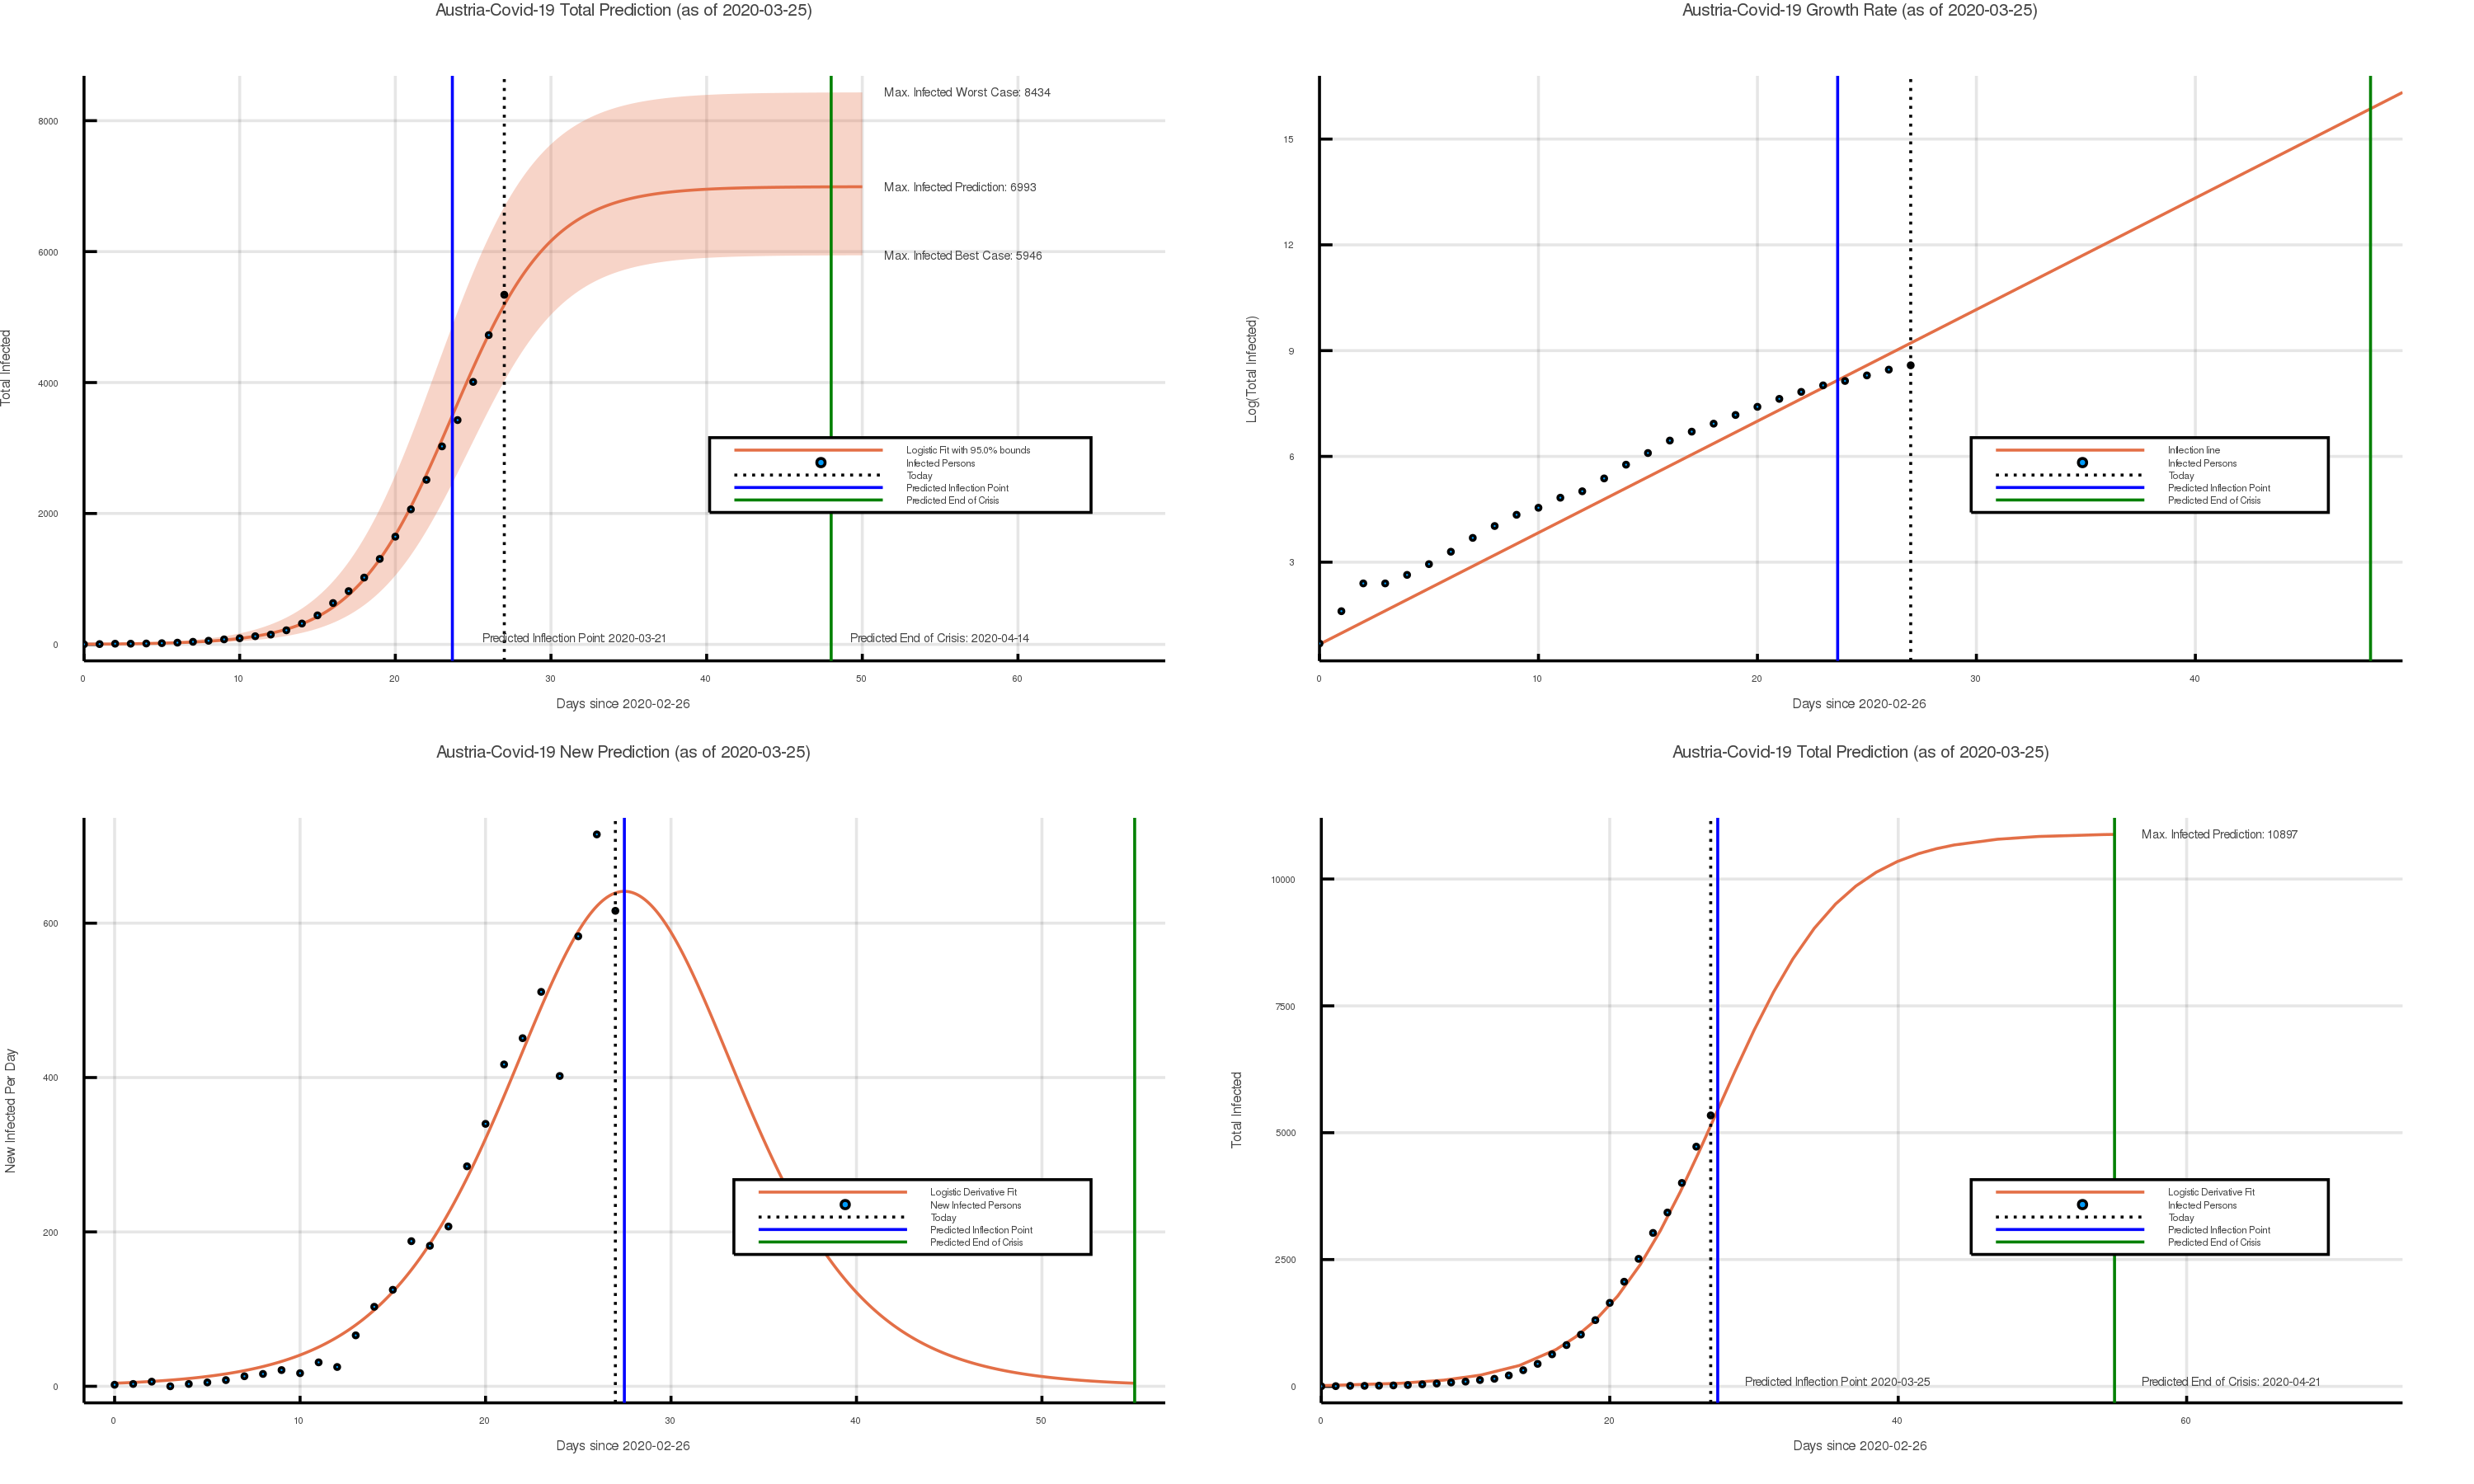 Austria-Covid-19 Total Prediction (as of 2020-03-25)
Total Infected
8000
6000
4000
2000
0
Max. Infected Worst Case: 8434
Max. Infected Prediction: 6993
Max. Infected Best Case: 5946
Logistic Fit with 95.0% bounds
Infected Persons
Today
Predicted Inflection Point
Predicted End of Crisis
Predicted Inflection Point: 2020-03-21
Predicted End of Crisis: 2020-04-14
0 10 20 30 40 50 60
Days since 2020-02-26
Austria-Covid-19 Growth Rate (as of 2020-03-25)
Log(Total Infected)
15
12
9
6
3
Inflection line
Infected Persons
Today
Predicted Inflection Point
Predicted End of Crisis
0 10 20 30 40
Days since 2020-02-26
Austria-Covid-19 New Prediction (as of 2020-03-25)
New Infected Per Day
600
400
200
0
Logistic Derivative Fit
New Infected Persons
Today
Predicted Inflection Point
Predicted End of Crisis
0 10 20 30 40 50
Days since 2020-02-26
Austria-Covid-19 Total Prediction (as of 2020-03-25)
Total Infected
10000
7500
5000
2500
0
Max. Infected Prediction: 10897
Logistic Derivative Fit
Infected Persons
Today
Predicted Inflection Point
Predicted End of Crisis
Predicted Inflection Point: 2020-03-25
Predicted End of Crisis: 2020-04-21
0 20 40 60
Days since 2020-02-26